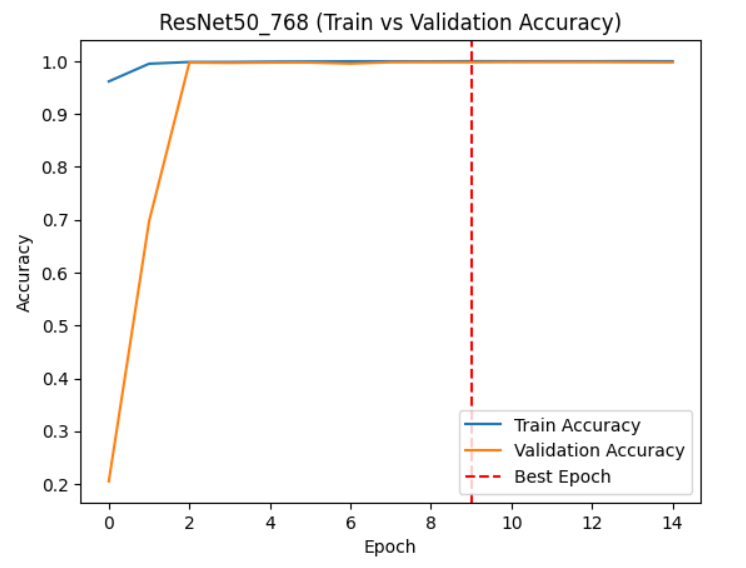 ResNet50_768 (Train vs Validation Accuracy)
Accuracy
1.0
0.9
0.8
0.7
0.6
0.5
0.4
0.3
0.2
Train Accuracy
Validation Accuracy
Best Epoch
0 2 4 6 8 10 12 14
Epoch